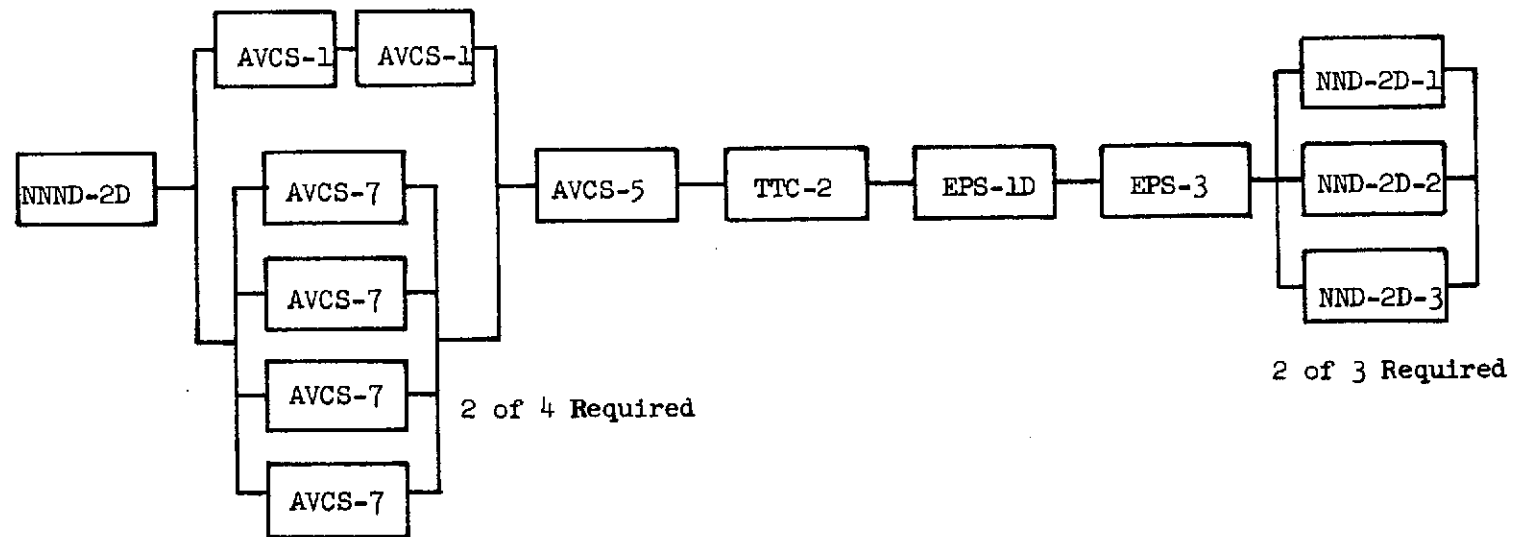 AVCS-1
AVCS-1
NNND-2D
AVCS-7
AVCS-7
AVCS-7
AVCS-7
2 of 4 Required
AVCS-5
TTC-2
EPS-1D
EPS-3
NND-2D-1
NND-2D-2
NND-2D-3
2 of 3 Required